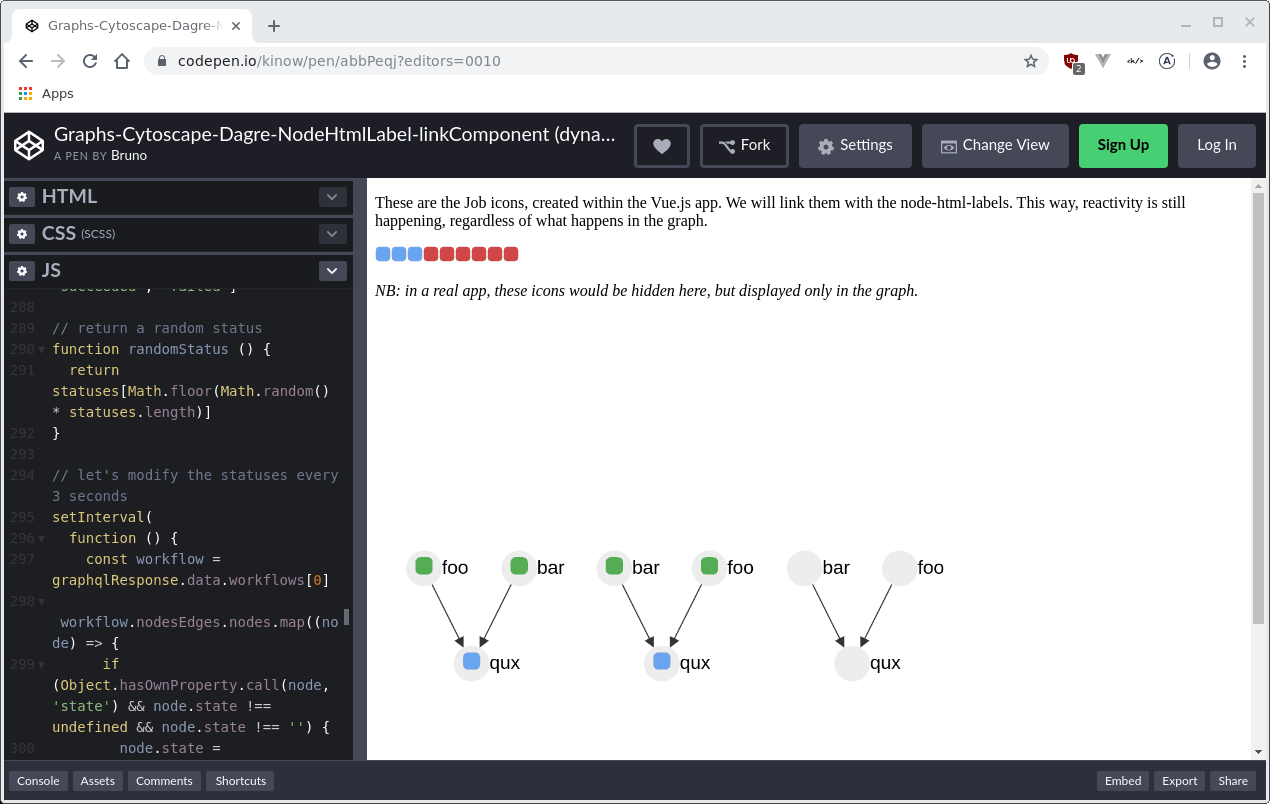 Graphs-Cytoscape-Dagre-N
codepen.io/kinow/pen/abbPeqj?editors=0010
2
Apps
Graphs-Cytoscape-Dagre-NodeHtmlLabel-linkComponent (dyna...
A PEN BY Bruno
Fork
Settings
Change View
Sign Up
Log In
HTML
CSS (SCSS)
JS
288
289 // return a random status
290 function randomStatus () {
291 return
statuses[Math.floor(Math.random()
* statuses.length)]
292 }
293
294 // let's modify the statuses every
3 seconds
295 setInterval(
296 function () {
297 const workflow =
graphqlResponse.data.workflows[0]
298
workflow.nodesEdges.nodes.map((no
de) => {
299 if
(Object.hasOwnProperty.call(node,
'state') && node.state !==
undefined && node.state !== '') {
300 node.state =
These are the Job icons, created within the Vue.js app. We will link them with the node-html-labels. This way, reactivity is still
happening, regardless of what happens in the graph.
NB: in a real app, these icons would be hidden here, but displayed only in the graph.
foo bar bar foo bar foo
qux qux qux
Console Assets Comments Shortcuts
Embed Export Share